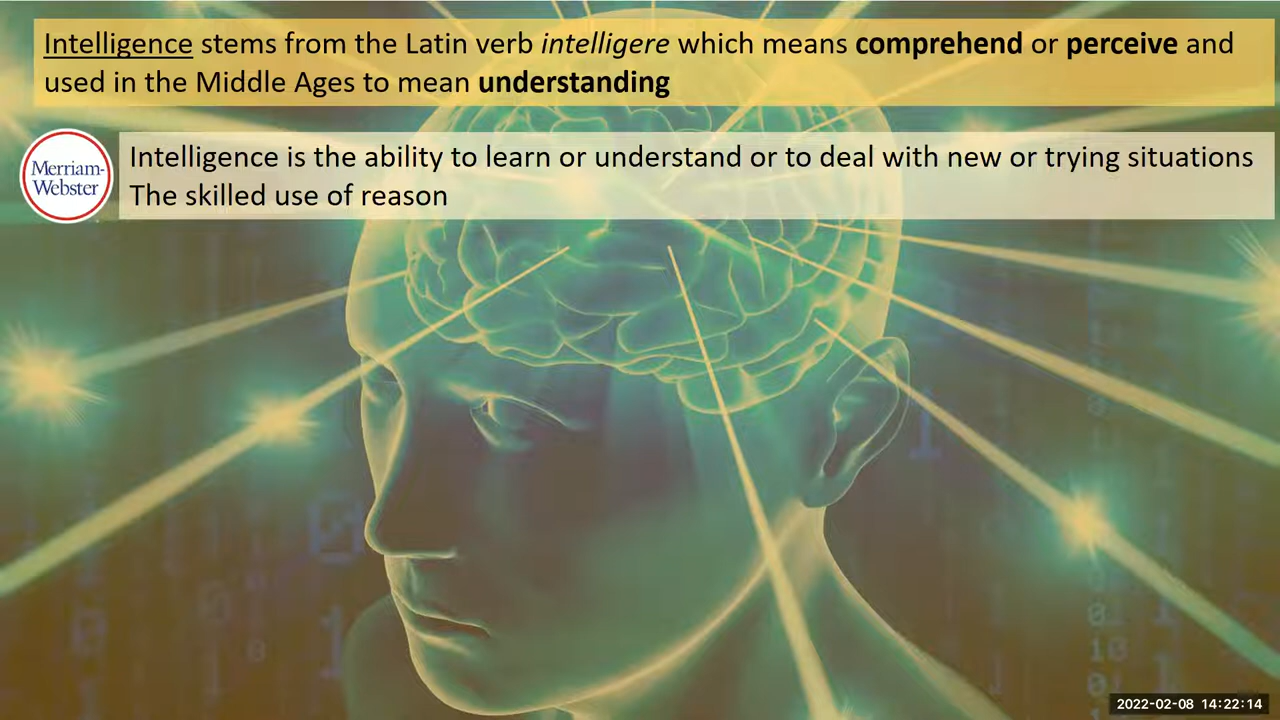 Intelligence stems from the Latin verb intelligere which means comprehend or perceive and
used in the Middle Ages to mean understanding
Merriam-
Webster
Intelligence is the ability to learn or understand or to deal with new or trying situations
The skilled use of reason
2022-02-08 14:22:14